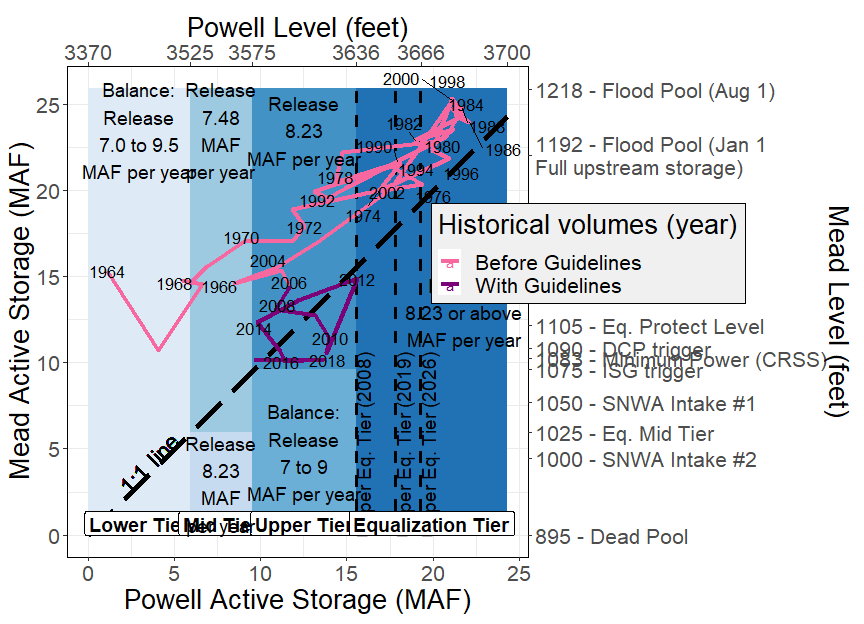 Powell Level (feet)
3370 3525 3575 3636 3666 3700
Balance:
Release
7.0 to 9.5
MAF per year
Release
7.48
MAF
per year
Release
8.23
MAF per year
2000
1998
1984
1988
1986
1982
1980
1990
1994
1996
1978
2002
1976
1992
1974
1972
1970
2004
1964
1968
1966
2006
2012
2008
2014
2010
2016
2018
Historical volumes (year)
a Before Guidelines
a With Guidelines
8.23 or above
MAF per year
1:1 line
Release
8.23
MAF
per year
Balance:
Release
7 to 9
MAF per year
per Eq. Tier (2008)
per Eq. Tier (2019)
per Eq. Tier (2026)
Lower Tie
Mid Tie
Upper Tier
Equalization Tier
25
20
15
10
5
0
Mead Active Storage (MAF)
0 5 10 15 20 25
Powell Active Storage (MAF)
1218 - Flood Pool (Aug 1)
1192 - Flood Pool (Jan 1
Full upstream storage)
1105 - Eq. Protect Level
1090 - DCP trigger
1083 - Minimum Power (CRSS)
1075 - ISG trigger
1050 - SNWA Intake #1
1025 - Eq. Mid Tier
1000 - SNWA Intake #2
895 - Dead Pool
Mead Level (feet)